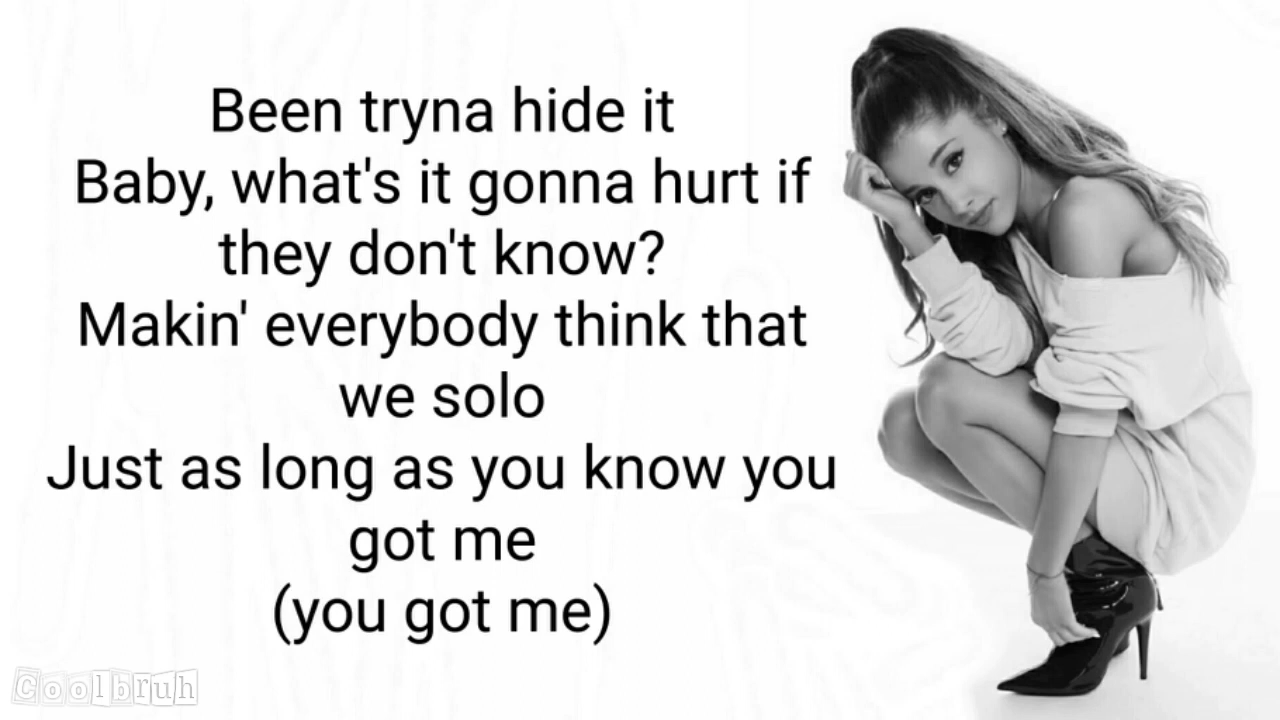 Been tryna hide it
Baby, what's it gonna hurt if
they don't know?
Makin' everybody think that
we solo
Just as long as you know you
got me
(you got me)
Coolbruh